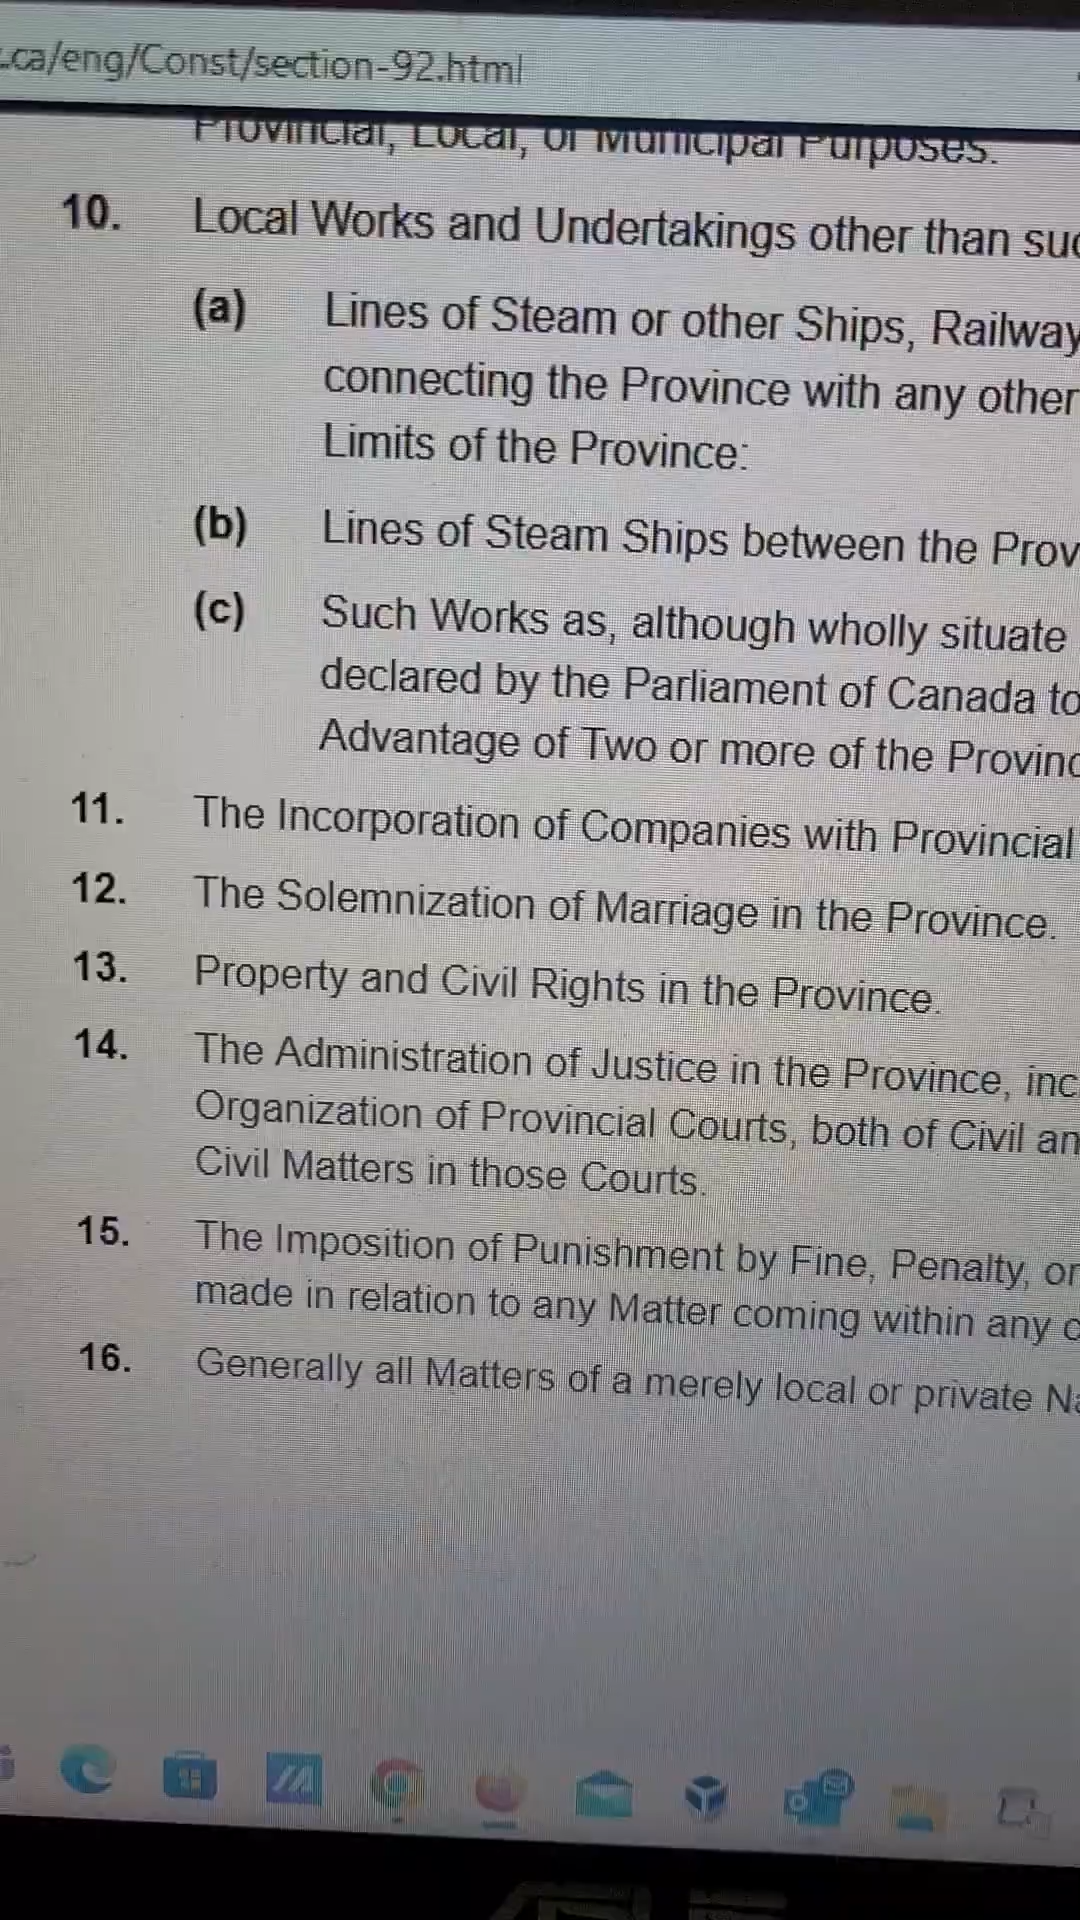 .ca/eng/Const/section-92.html
Provincial, Local, or Municipal Purposes.
10. Local Works and Undertakings other than
(a) Lines of Steam or other Ships, Railway
connecting the Province with any other
Limits of the Province:
(b) Lines of Steam Ships between the Prov
(c) Such Works as, although wholly situate
declared by the Parliament of Canada to
Advantage of Two or more of the Provinc
11. The Incorporation of Companies with Provincial
12. The Solemnization of Marriage in the Province.
13. Property and Civil Rights in the Province.
14. The Administration of Justice in the Province, inc
Organization of Provincial Courts, both of Civil an
Civil Matters in those Courts.
15. The Imposition of Punishment by Fine, Penalty, or
made in relation to any Matter coming within any
16. Generally all Matters of a merely local or private